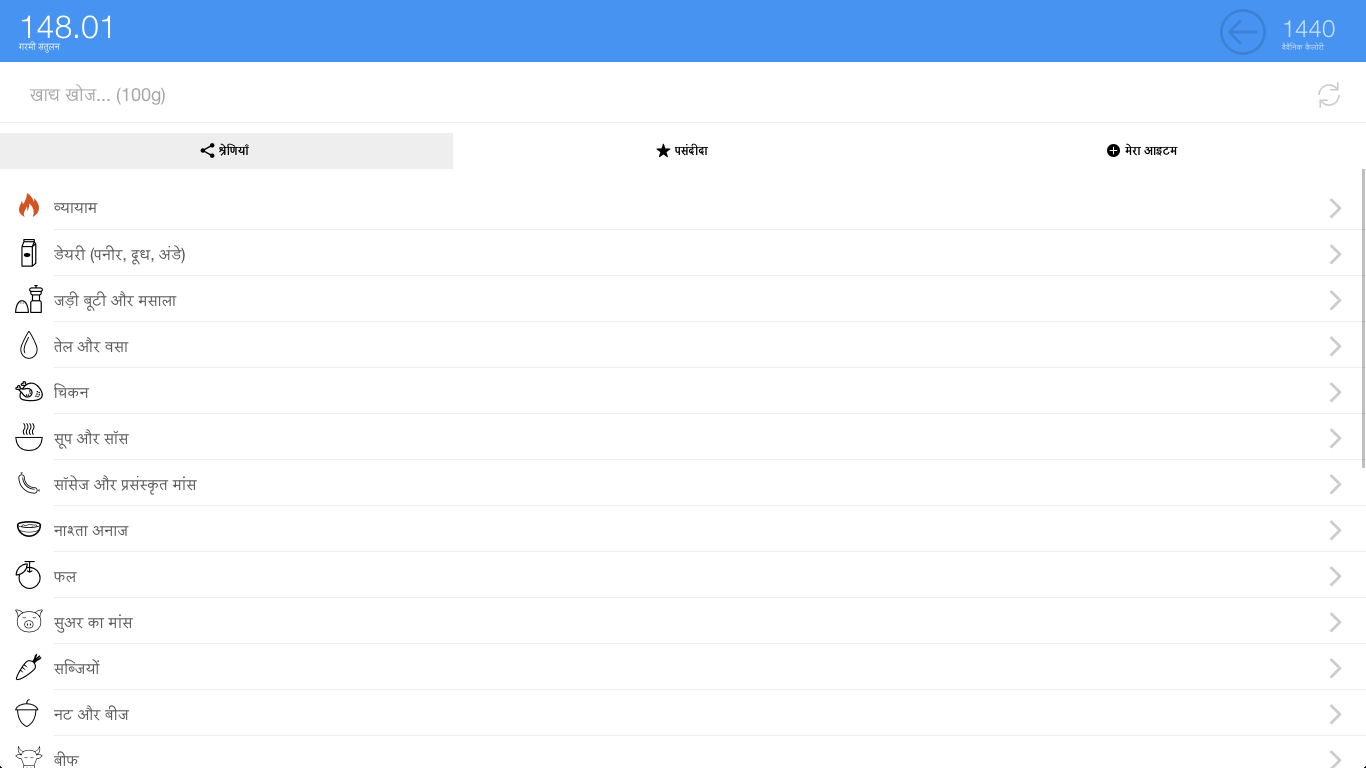 148.01
गरमी संतुलन
1440
दैनिक कैलोरी
खाद्य खोज... (100g)
श्रेणियाँ
पसंदीदा
मेरा आइटम
व्यायाम
डेयरी (पनीर, दूध, अंडे)
जड़ी बूटी और मसाला
तेल और वसा
चिकन
सूप और सॉस
सॉसेज और प्रसंस्कृत मांस
नाश्ता अनाज
फल
सुअर का मांस
सब्जियों
नट और बीज
बीफ